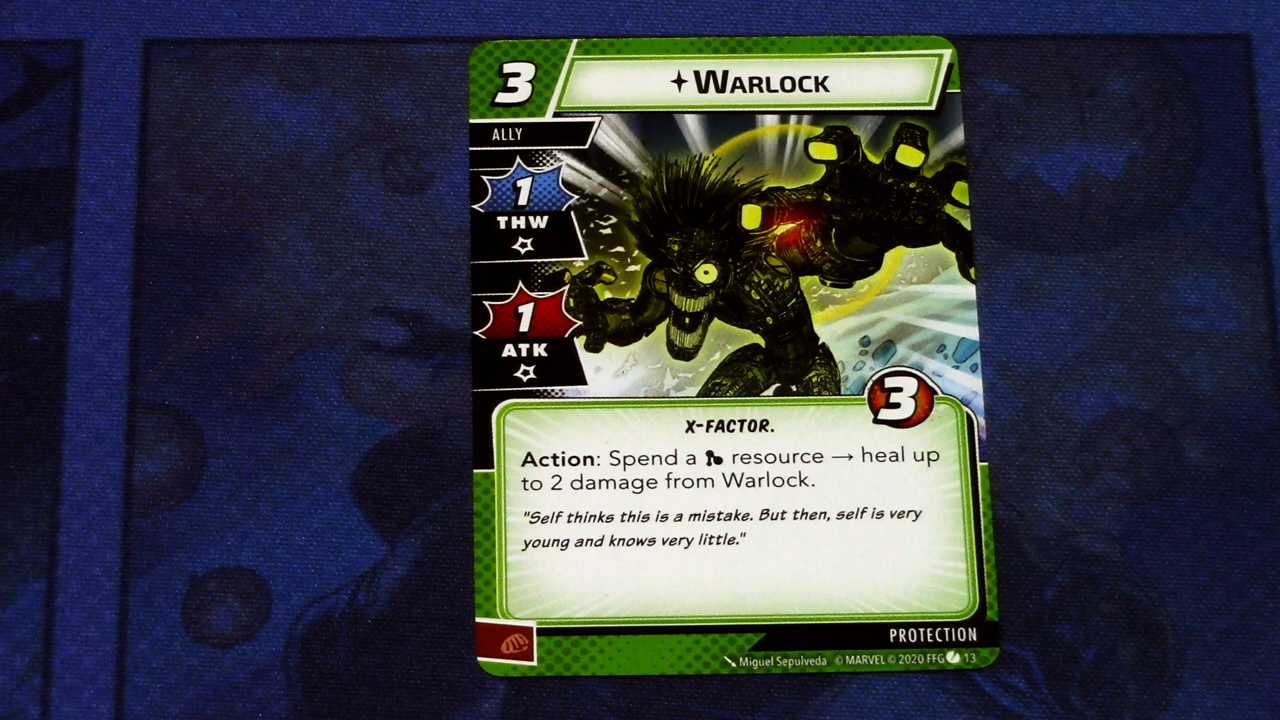 3
WARLOCK
ALLY
1
THW
1
ATK
3
X-FACTOR.
Action: Spend a resource → heal up
to 2 damage from Warlock.
"Self thinks this is a mistake. But then, self is very
young and knows very little."
PROTECTION
Miguel Sepulveda © MARVEL © 2020 FFG 13